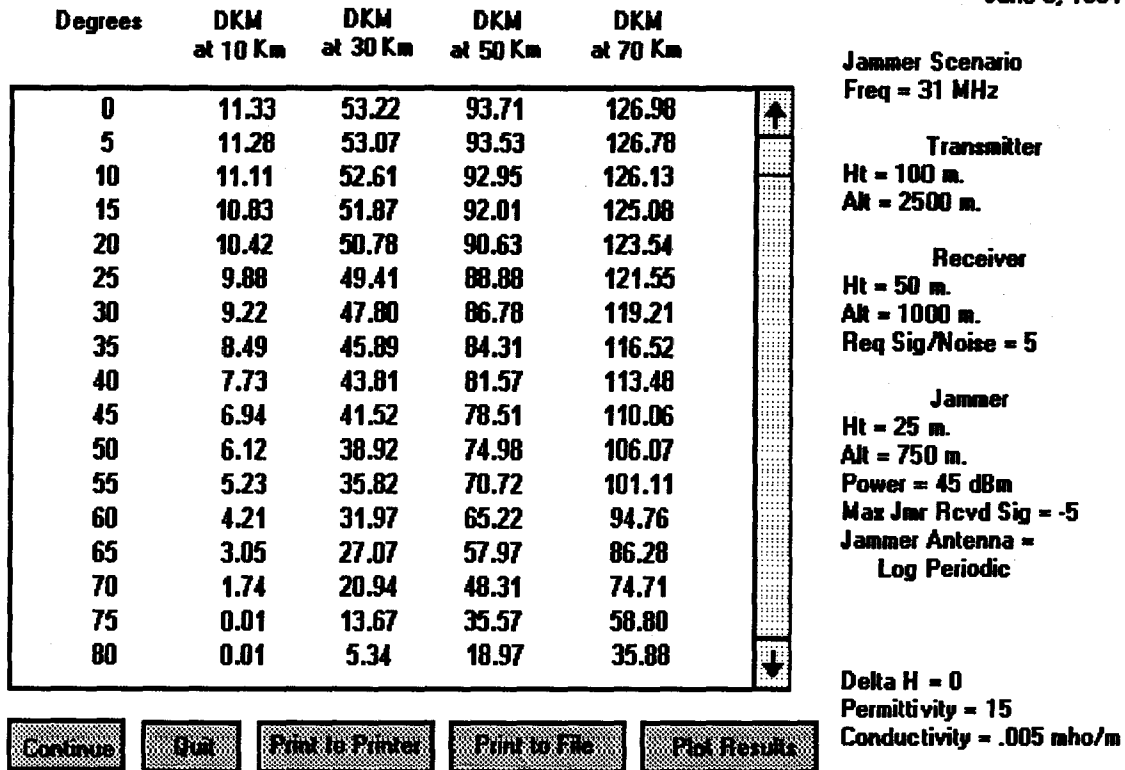 Degrees DKM DKM DKM DKM
at 10 Km at 30 Km at 50 Km at 70 Km
0 11.33 53.22 93.71 126.98
5 11.28 53.07 93.53 126.78
10 11.11 52.61 92.95 126.13
15 10.83 51.87 92.01 125.08
20 10.42 50.78 90.63 123.54
25 9.88 49.41 88.88 121.55
30 9.22 47.80 86.78 119.21
35 8.49 45.89 84.31 116.52
40 7.73 43.81 81.57 113.48
45 6.94 41.52 78.51 110.06
50 6.12 38.92 74.98 106.07
55 5.23 35.82 70.72 101.11
60 4.21 31.97 65.22 94.76
65 3.05 27.07 57.97 86.28
70 1.74 20.94 48.31 74.71
75 0.01 13.67 35.57 58.80
80 0.01 5.34 18.97 35.88
Continue Quit Print to Printer Print to File Plot Results
Jammer Scenario
Freq = 31 MHz
Transmitter
Ht = 100 m.
Alt = 2500 m.
Receiver
Ht = 50 m.
Alt = 1000 m.
Req Sig/Noise = 5
Jammer
Ht = 25 m.
Alt = 750 m.
Power = 45 dBm
Max Jmr Rcvd Sig = -5
Jammer Antenna =
Log Periodic
Delta H = 0
Permittivity = 15
Conductivity = .005 mho/m